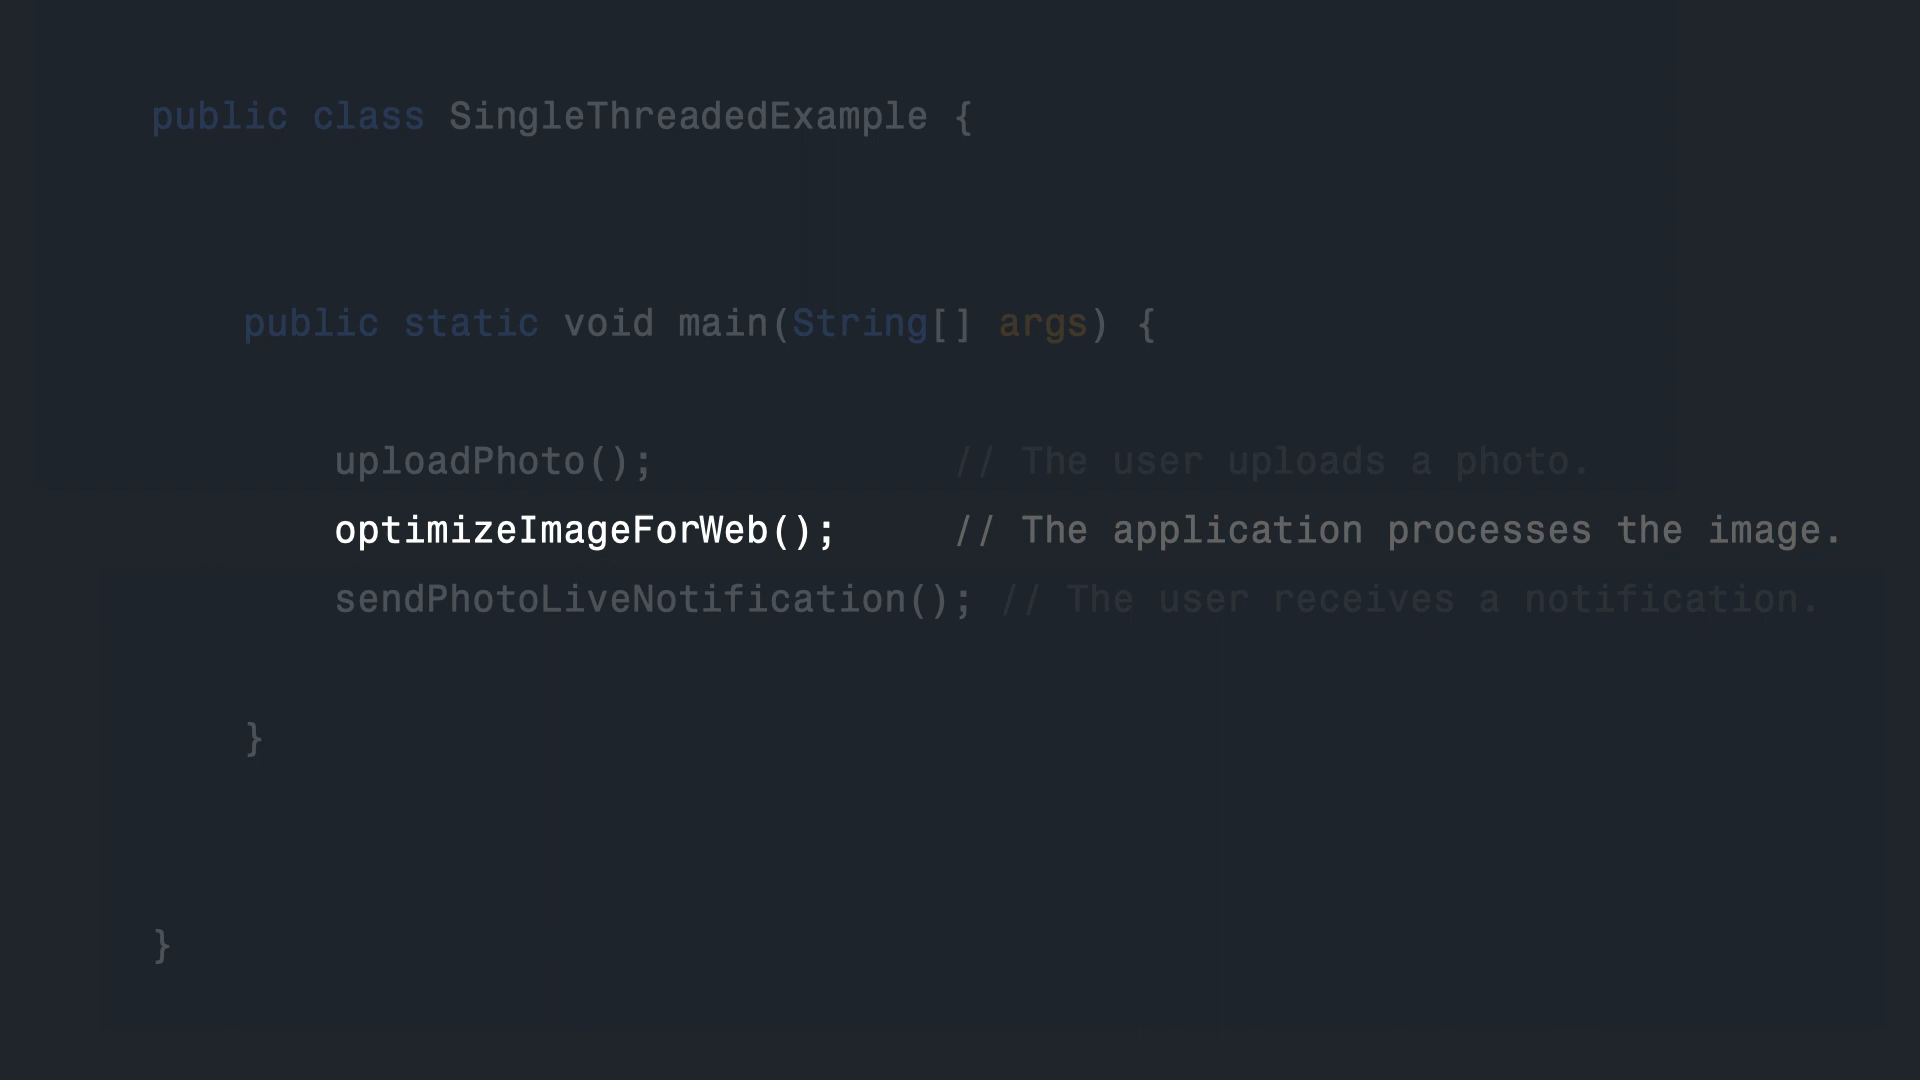 public class SingleThreadedExample {
public static void main(String[] args) {
uploadPhoto(); // The user uploads a photo.
optimizeImageForWeb(); // The application processes the image.
sendPhotoLiveNotification(); // The user receives a notification.
}
}